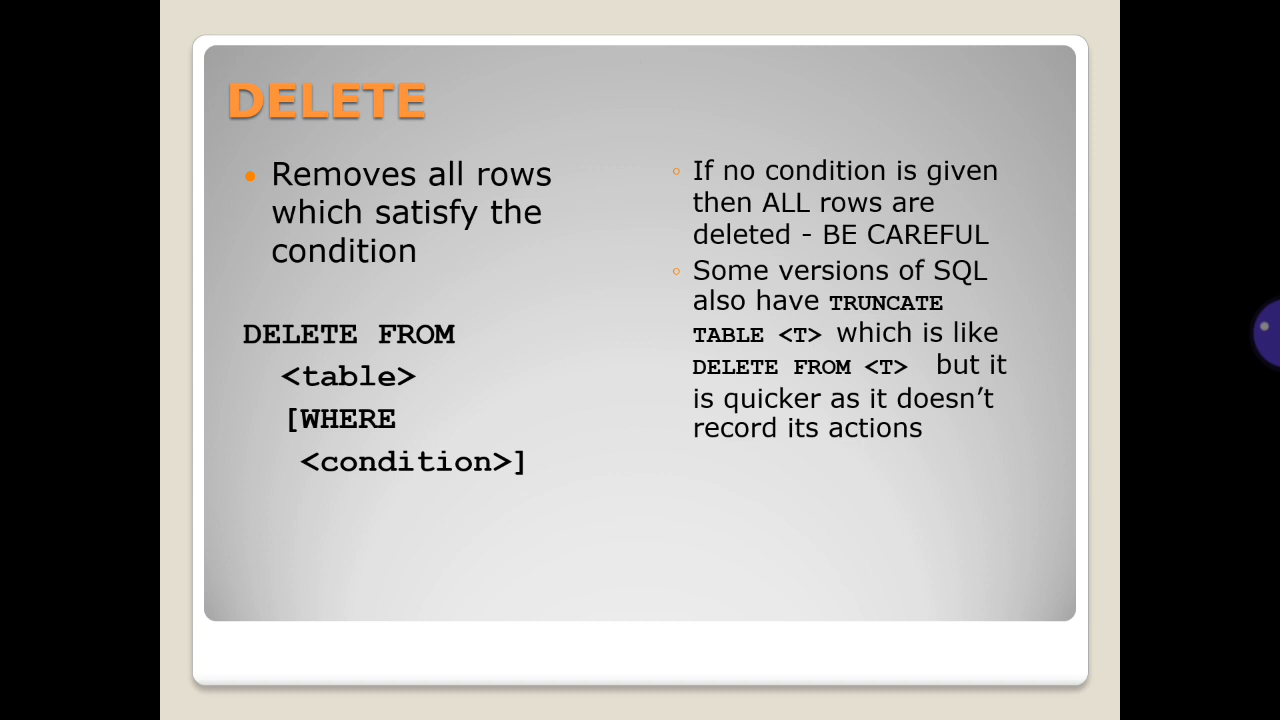 DELETE
• Removes all rows
which satisfy the
condition
DELETE FROM
<table>
[WHERE
<condition>]
◦ If no condition is given
then ALL rows are
deleted - BE CAREFUL
◦ Some versions of SQL
also have TRUNCATE
TABLE <T> which is like
DELETE FROM <T> but it
is quicker as it doesn’t
record its actions